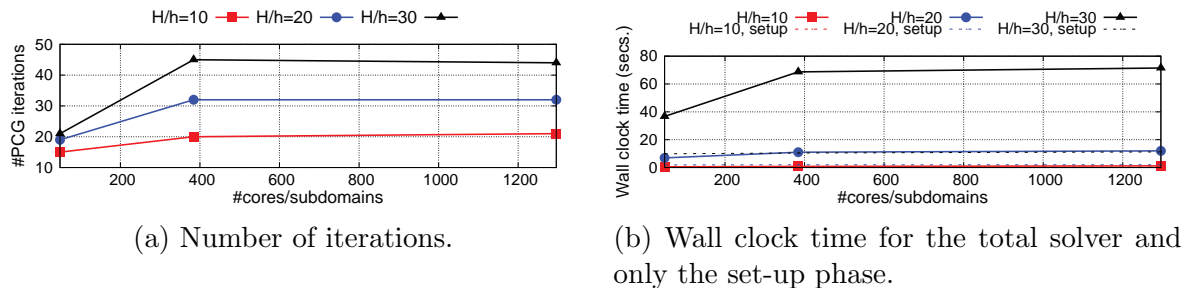 H/h=10 H/h=20 H/h=30
50
40
30
20
10
#PCG iterations
200 400 600 800 1000 1200
#cores/subdomains
(a) Number of iterations.
H/h=10 H/h=20 H/h=30
H/h=10, setup H/h=20, setup H/h=30, setup
80
60
40
20
0
Wall clock time (secs.)
200 400 600 800 1000 1200
#cores/subdomains
(b) Wall clock time for the total solver and
only the set-up phase.